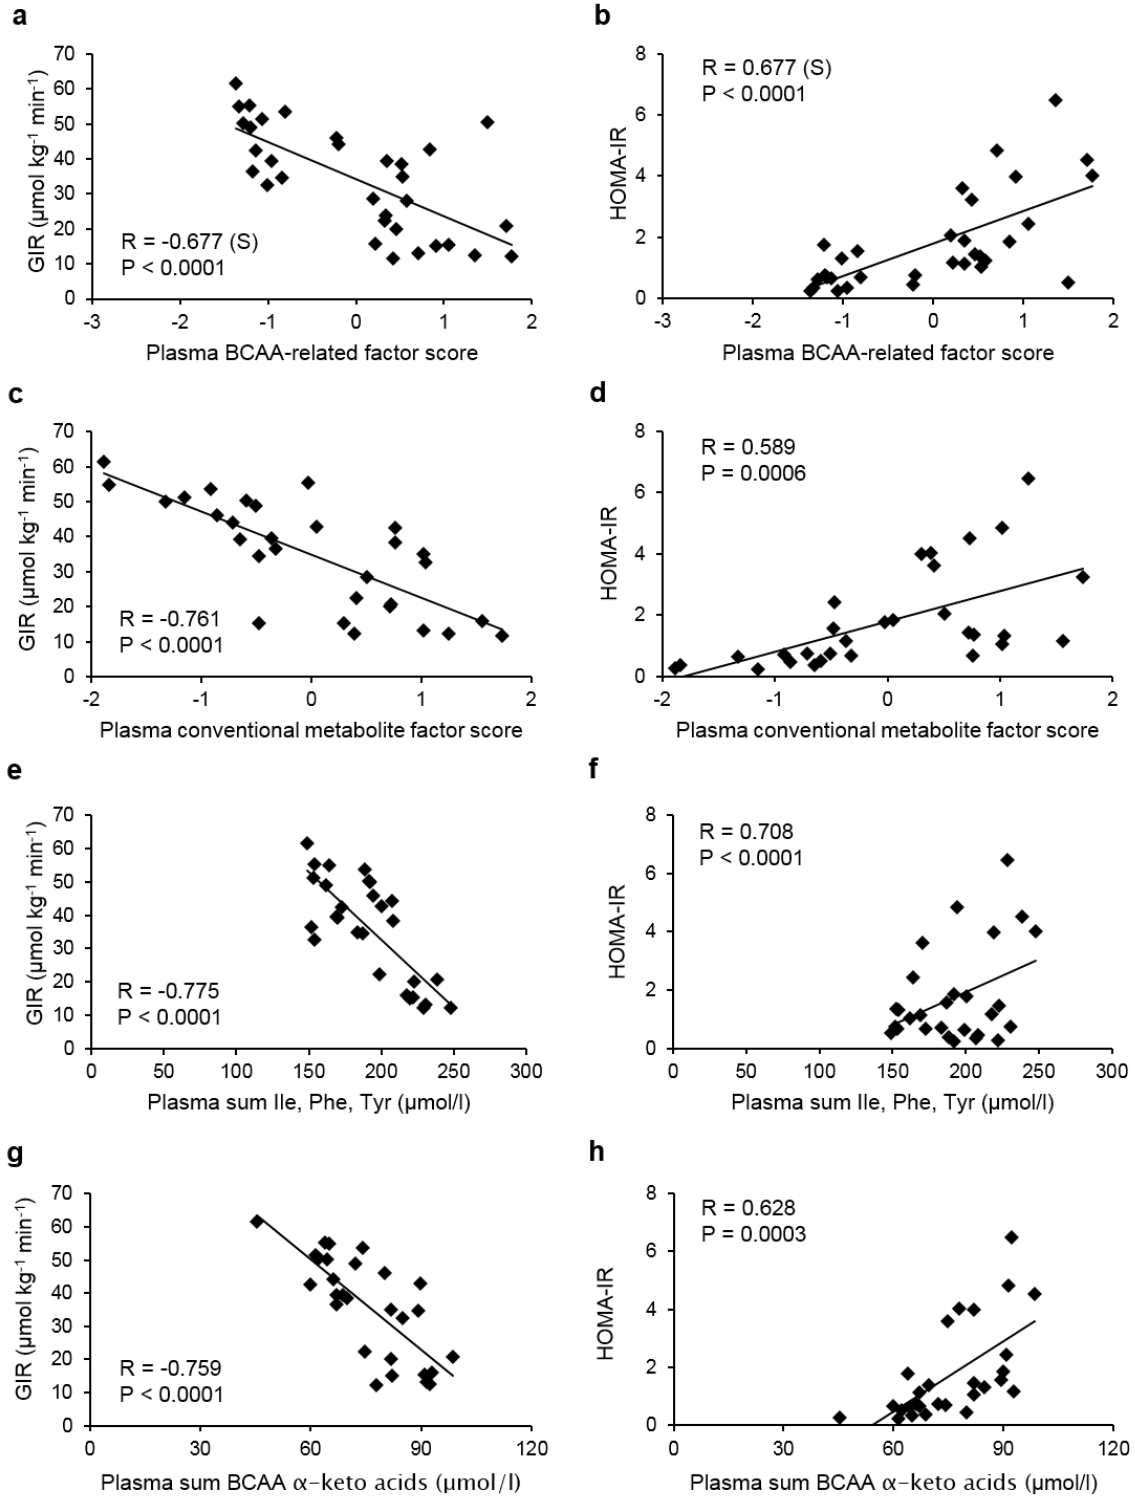 a
70
60
50
40
30
20
10
0
GIR (µmol kg⁻¹ min⁻¹)
R = -0.677 (S)
P < 0.0001
-3 -2 -1 0 1 2
Plasma BCAA-related factor score
b
8
6
4
2
0
HOMA-IR
R = 0.677 (S)
P < 0.0001
-3 -2 -1 0 1 2
Plasma BCAA-related factor score
c
70
60
50
40
30
20
10
0
GIR (µmol kg⁻¹ min⁻¹)
R = -0.761
P < 0.0001
-2 -1 0 1 2
Plasma conventional metabolite factor score
d
8
6
4
2
0
HOMA-IR
R = 0.589
P = 0.0006
-2 -1 0 1 2
Plasma conventional metabolite factor score
e
70
60
50
40
30
20
10
0
GIR (µmol kg⁻¹ min⁻¹)
R = -0.775
P < 0.0001
0 50 100 150 200 250 300
Plasma sum Ile, Phe, Tyr (µmol/l)
f
8
6
4
2
0
HOMA-IR
R = 0.708
P < 0.0001
0 50 100 150 200 250 300
Plasma sum Ile, Phe, Tyr (µmol/l)
g
70
60
50
40
30
20
10
0
GIR (µmol kg⁻¹ min⁻¹)
R = -0.759
P < 0.0001
0 30 60 90 120
Plasma sum BCAA α-keto acids (µmol/l)
h
8
6
4
2
0
HOMA-IR
R = 0.628
P = 0.0003
0 30 60 90 120
Plasma sum BCAA α-keto acids (µmol/l)